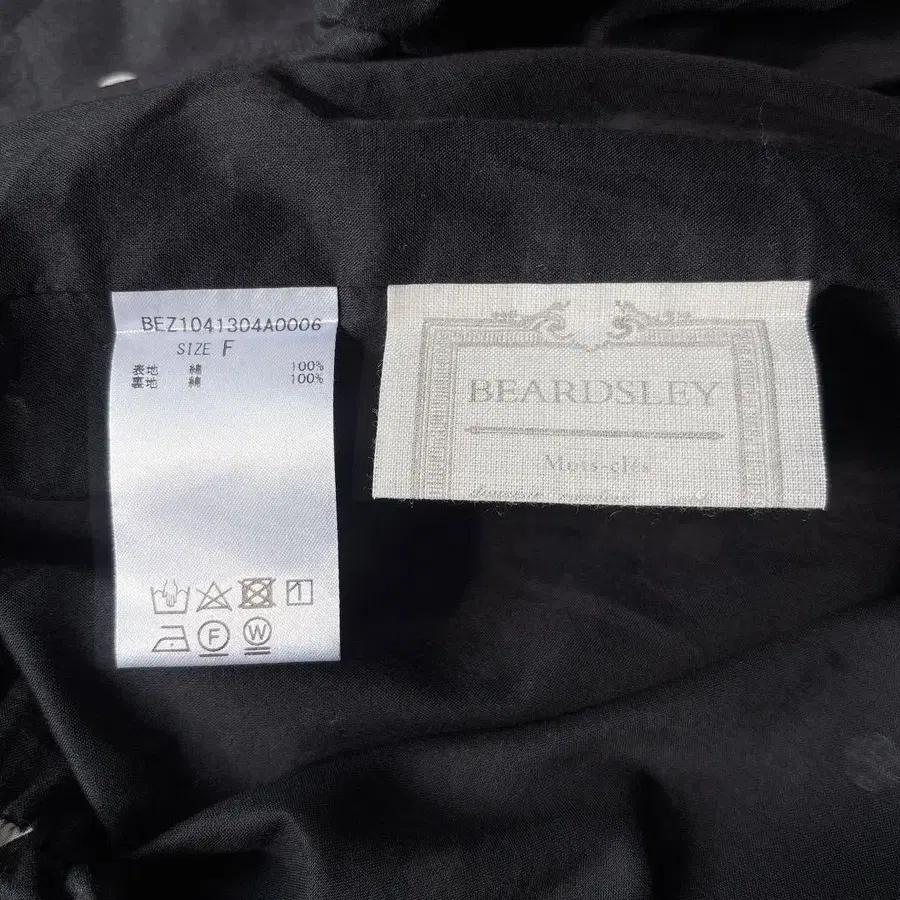 BEZ1041304A0006
SIZE F
表地 綿 100%
裏地 綿 100%
F
W
BEARDSLEY
Mots-clés